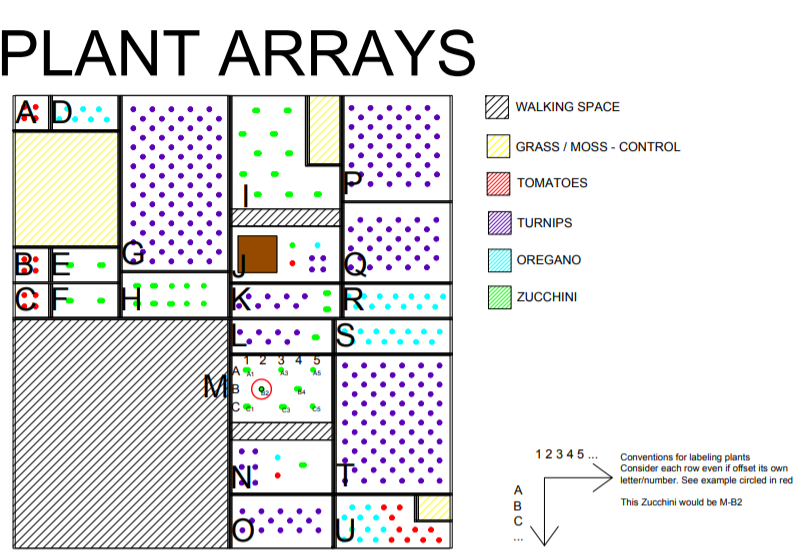 PLANT ARRAYS
A D
WALKING SPACE
GRASS / MOSS - CONTROL
TOMATOES
TURNIPS
OREGANO
ZUCCHINI
I
P
G
B E
J
Q
C F
H
K
R
L
S
1 2 3 4 5
M
A A1 A3 A5
B B2 B4
C C1 C3 C5
N
T
O
U
1 2 3 4 5 ...
A
B
C
...
Conventions for labeling plants
Consider each row even if offset its own
letter/number. See example circled in red
This Zucchini would be M-B2